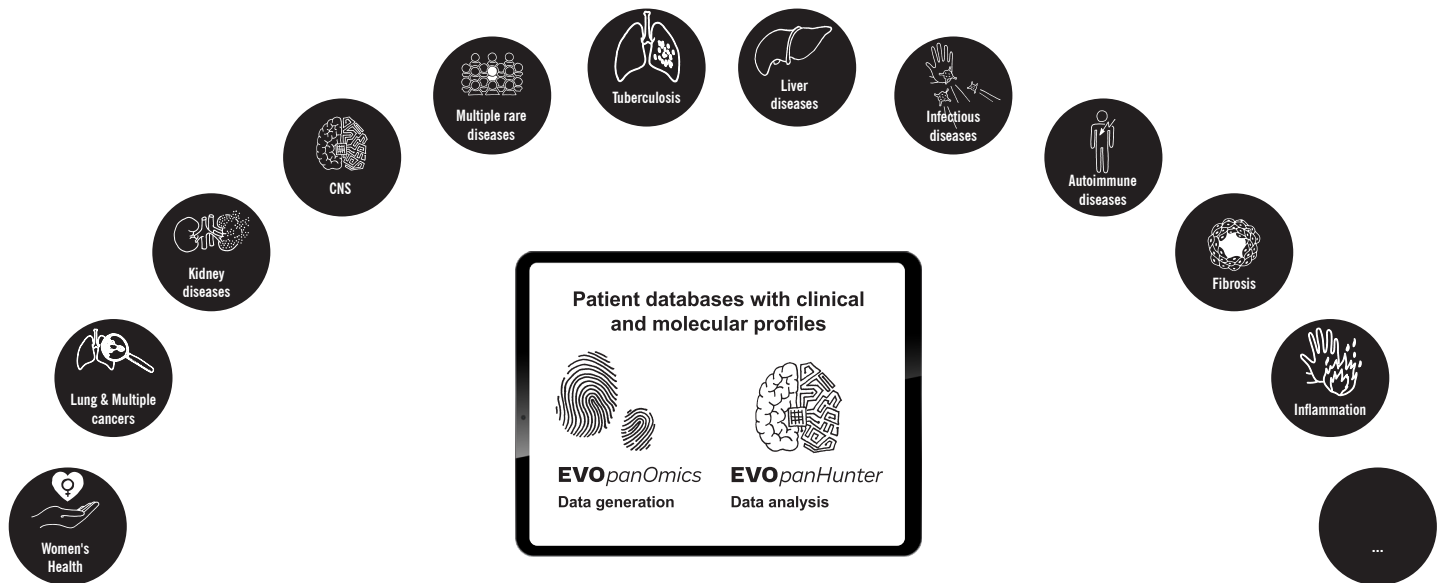 Tuberculosis
Liver
diseases
Multiple rare
diseases
Infectious
diseases
CNS
Autoimmune
diseases
Kidney
diseases
Fibrosis
Patient databases with clinical
and molecular profiles
Lung & Multiple
cancers
Inflammation
EVOpanOmics
Data generation
EVOpanHunter
Data analysis
Women's
Health
...